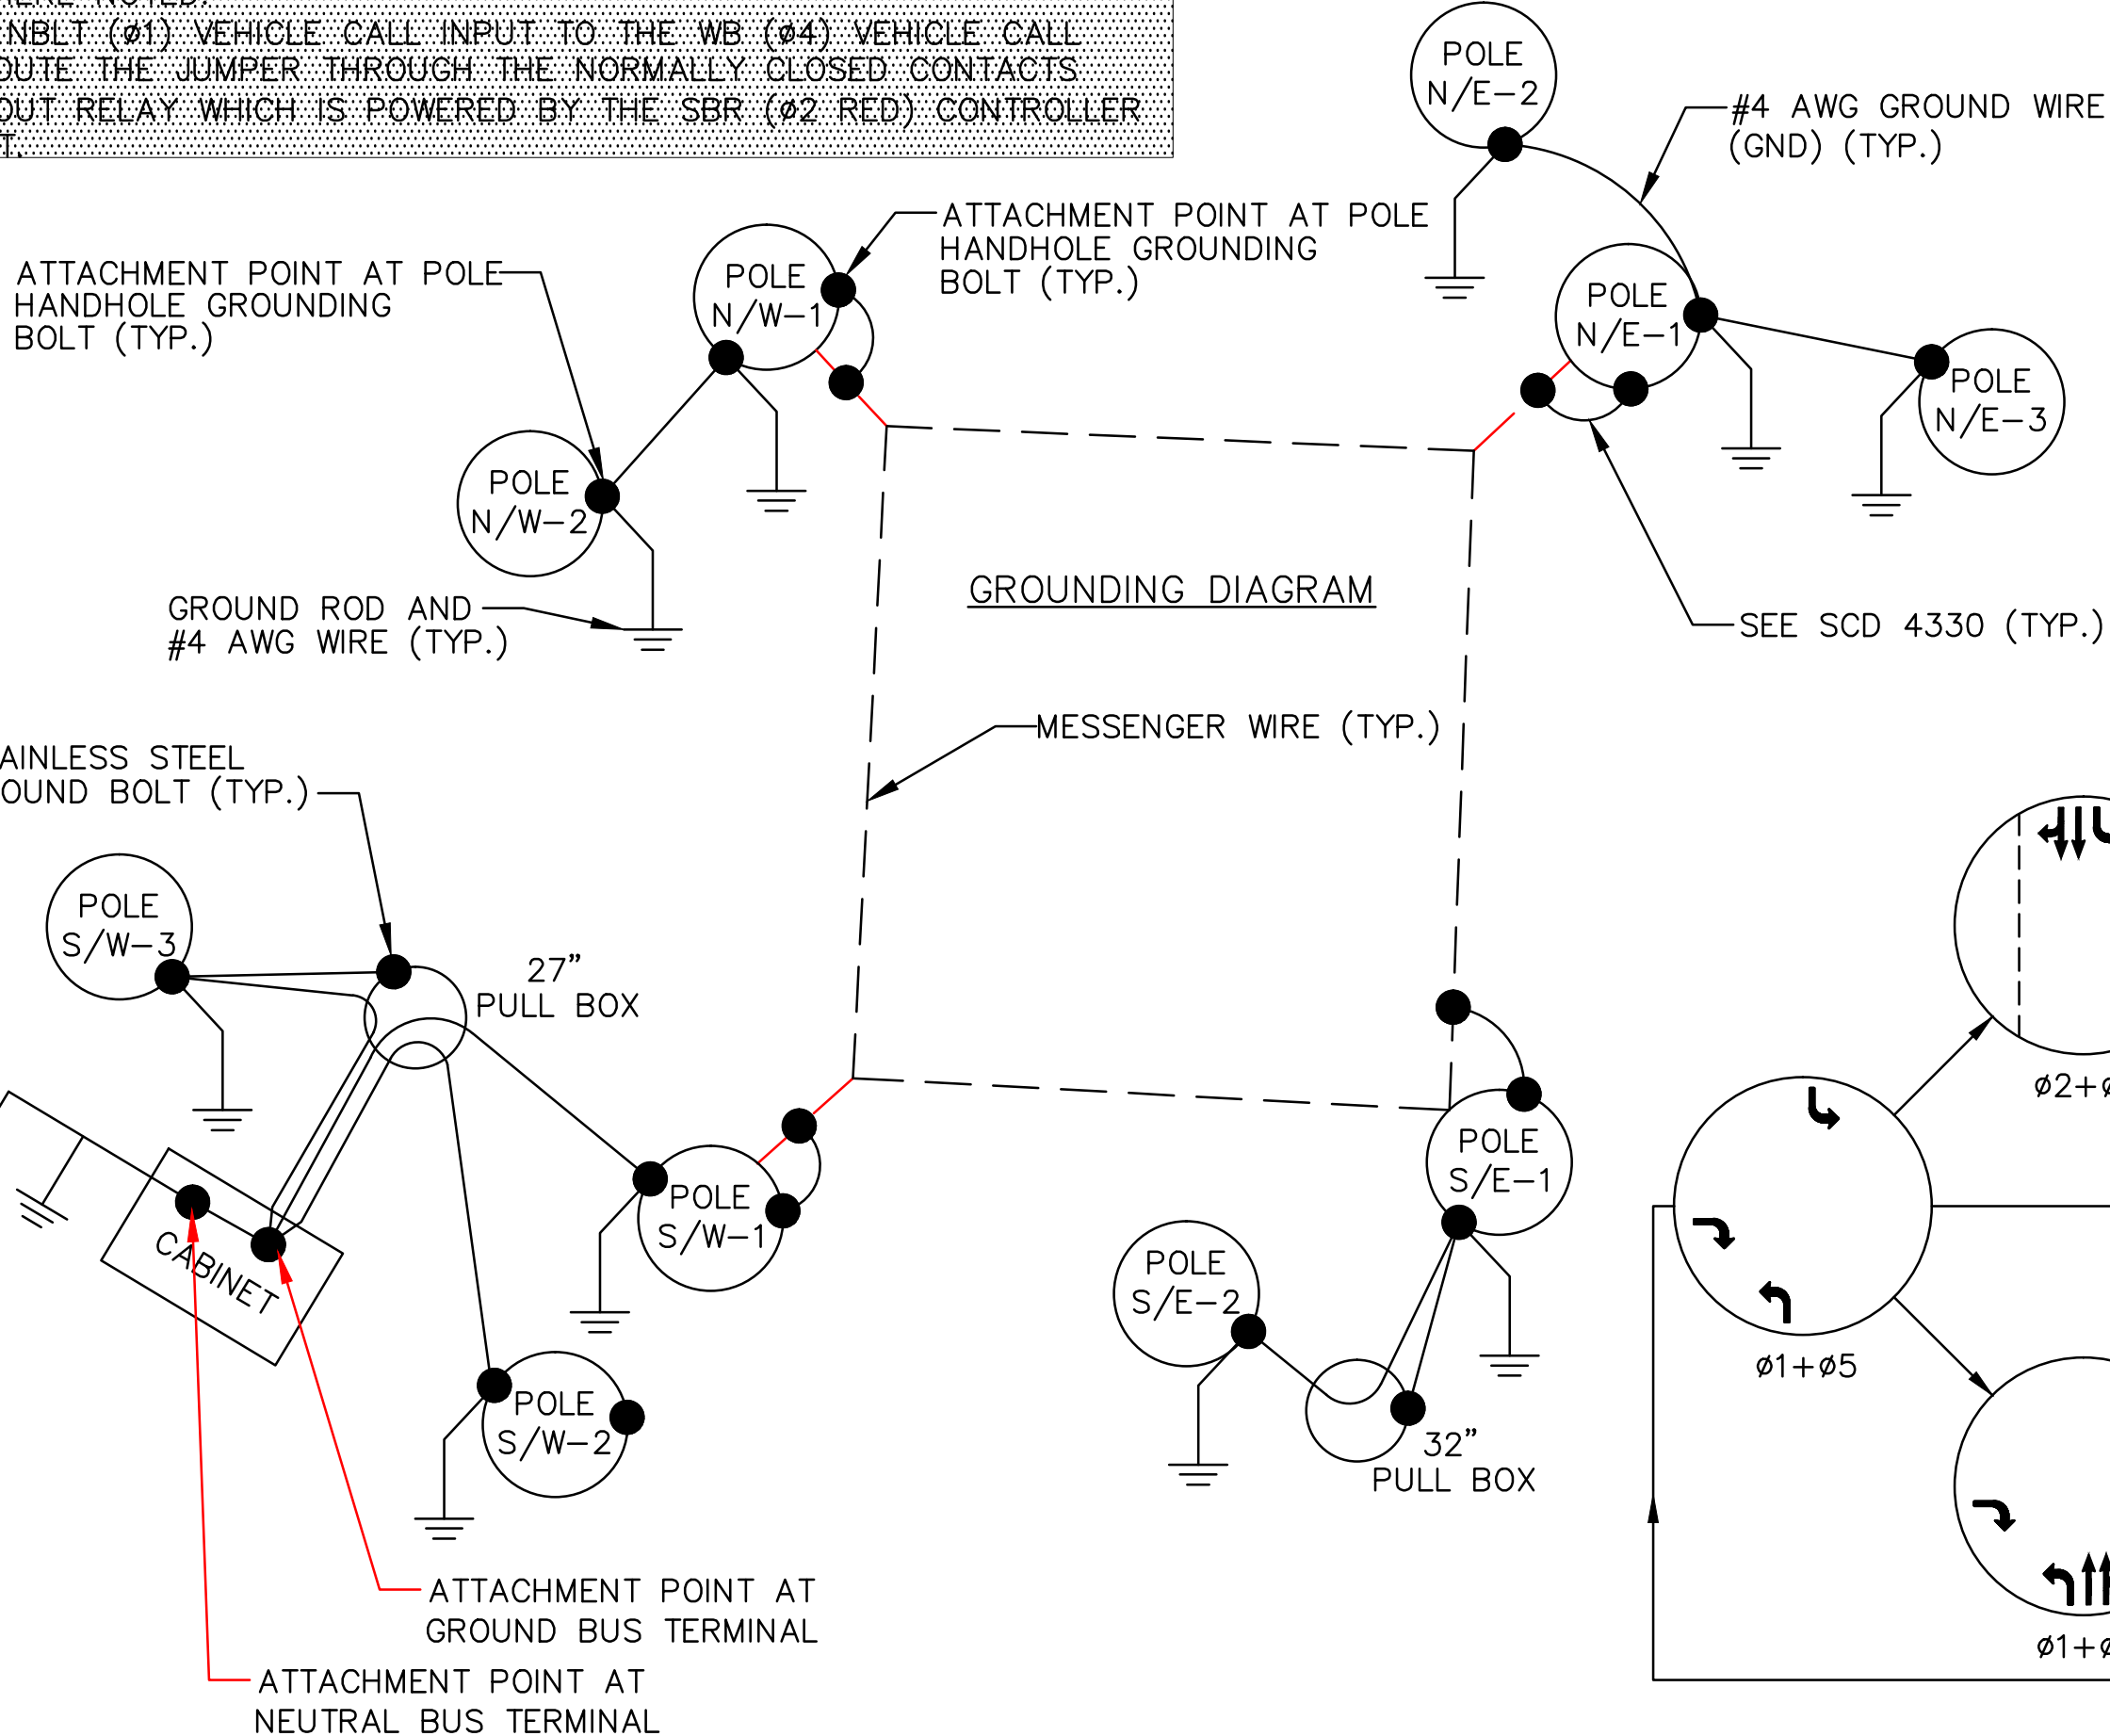 NBLT (ø1) VEHICLE CALL INPUT TO THE WB (ø4) VEHICLE CALL
THE JUMPER THROUGH THE NORMALLY CLOSED CONTACTS
RELAY WHICH IS POWERED BY THE SBR (ø2 RED) CONTROLLER
POLE
N/E-2
#4 AWG GROUND WIRE
(GND) (TYP.)
ATTACHMENT POINT AT POLE
HANDHOLE GROUNDING
BOLT (TYP.)
ATTACHMENT POINT AT POLE
HANDHOLE GROUNDING
BOLT (TYP.)
POLE
N/W-1
POLE
N/E-1
POLE
N/E-3
POLE
N/W-2
GROUNDING DIAGRAM
GROUND ROD AND
#4 AWG WIRE (TYP.)
SEE SCD 4330 (TYP.)
MESSENGER WIRE (TYP.)
STEEL
BOLT (TYP.)
POLE
S/W-3
27"
PULL BOX
CABINET
POLE
S/W-1
POLE
S/E-1
POLE
S/E-2
POLE
S/W-2
32"
PULL BOX
ø2+
ø1+ø5
ø1+
ATTACHMENT POINT AT
GROUND BUS TERMINAL
ATTACHMENT POINT AT
NEUTRAL BUS TERMINAL